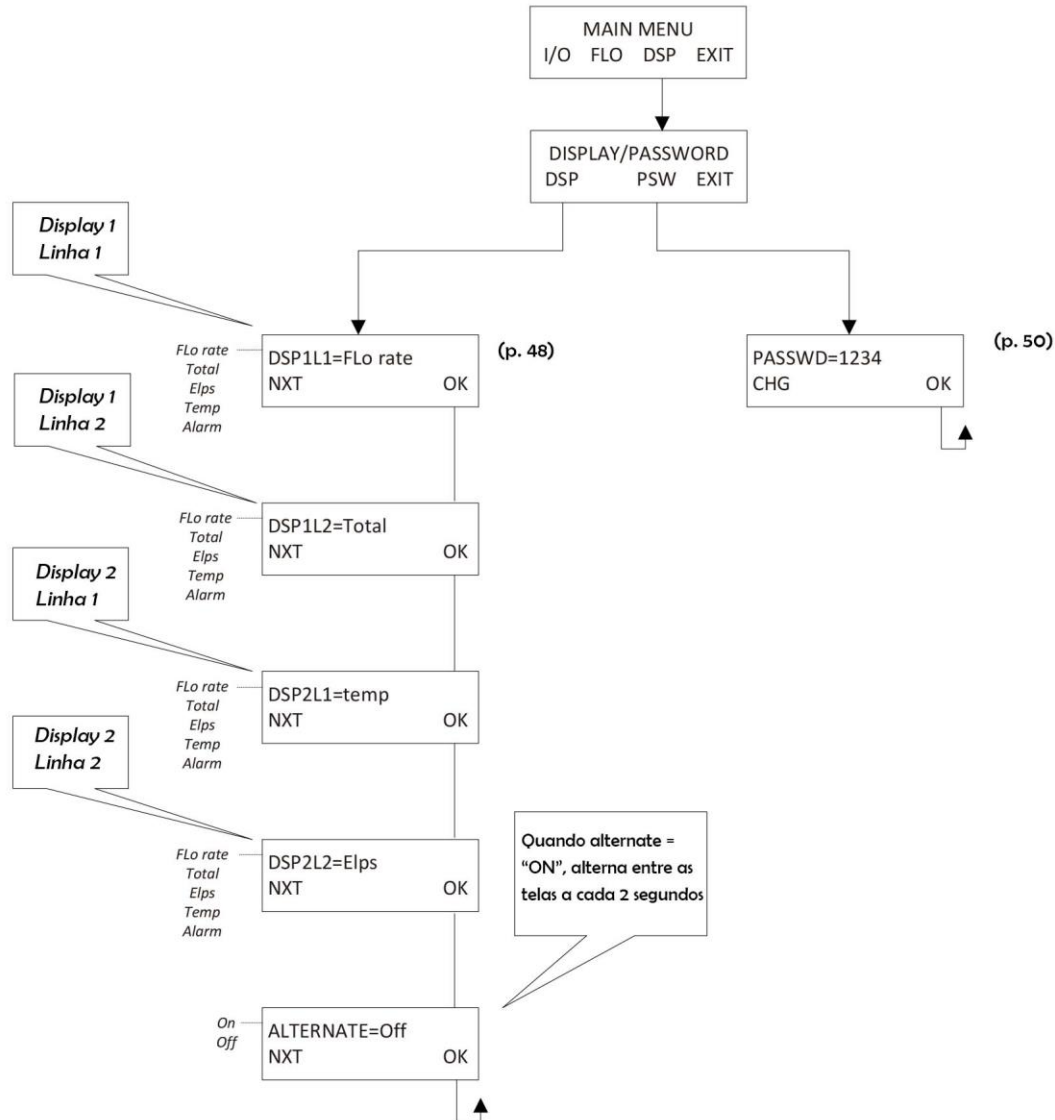 MAIN MENU
I/O FLO DSP EXIT
DISPLAY/PASSWORD
DSP PSW EXIT
Display 1
Linha 1
FLo rate
Total
Elps
Temp
Alarm
DSP1L1=FLo rate
NXT OK
(p. 48)
PASSWD=1234
CHG OK
(p. 50)
Display 1
Linha 2
FLo rate
Total
Elps
Temp
Alarm
DSP1L2=Total
NXT OK
Display 2
Linha 1
FLo rate
Total
Elps
Temp
Alarm
DSP2L1=temp
NXT OK
Display 2
Linha 2
FLo rate
Total
Elps
Temp
Alarm
DSP2L2=Elps
NXT OK
Quando alternate =
“ON”, alterna entre as
telas a cada 2 segundos
On
Off
ALTERNATE=Off
NXT OK